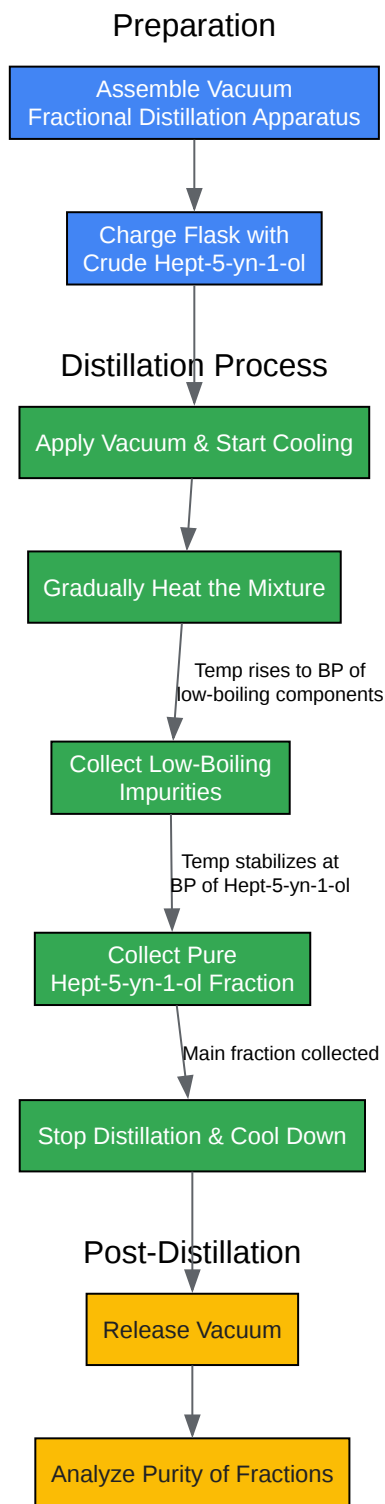 Preparation
Assemble Vacuum
Fractional Distillation Apparatus
Charge Flask with
Crude Hept-5-yn-1-ol
Distillation Process
Apply Vacuum & Start Cooling
Gradually Heat the Mixture
Temp rises to BP of
low-boiling components
Collect Low-Boiling
Impurities
Temp stabilizes at
BP of Hept-5-yn-1-ol
Collect Pure
Hept-5-yn-1-ol Fraction
Main fraction collected
Stop Distillation & Cool Down
Post-Distillation
Release Vacuum
Analyze Purity of Fractions